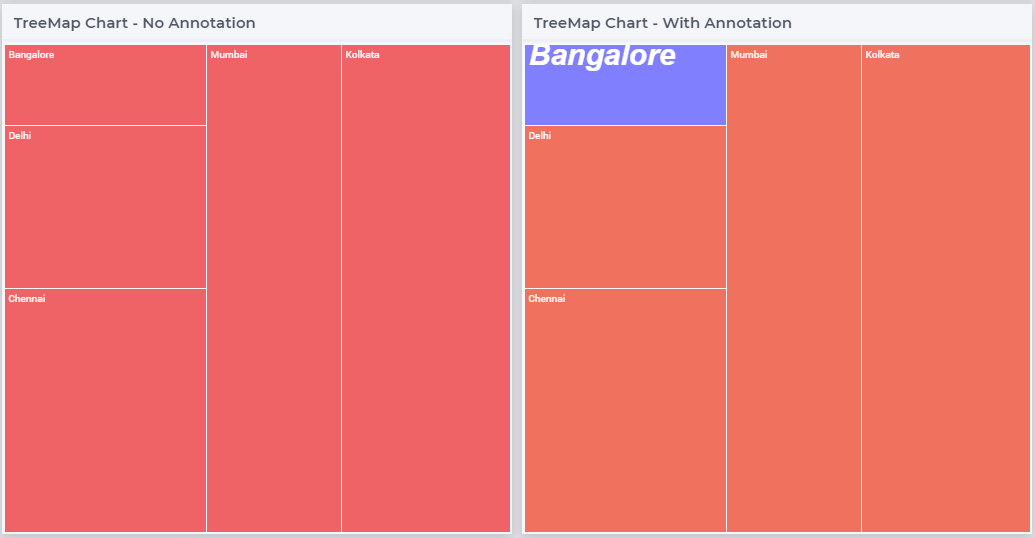 TreeMap Chart - No Annotation
Bangalore
Mumbai
Kolkata
Delhi
Chennai
TreeMap Chart - With Annotation
Bangalore
Mumbai
Kolkata
Delhi
Chennai